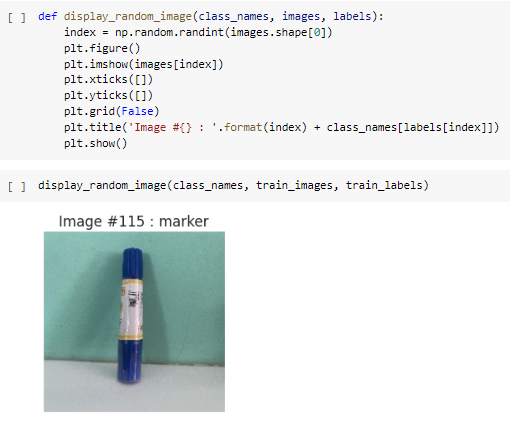 [ ] def display_random_image(class_names, images, labels):
index = np.random.randint(images.shape[0])
plt.figure()
plt.imshow(images[index])
plt.xticks([])
plt.yticks([])
plt.grid(False)
plt.title('Image #{} : '.format(index) + class_names[labels[index]])
plt.show()
[ ] display_random_image(class_names, train_images, train_labels)
Image #115 : marker